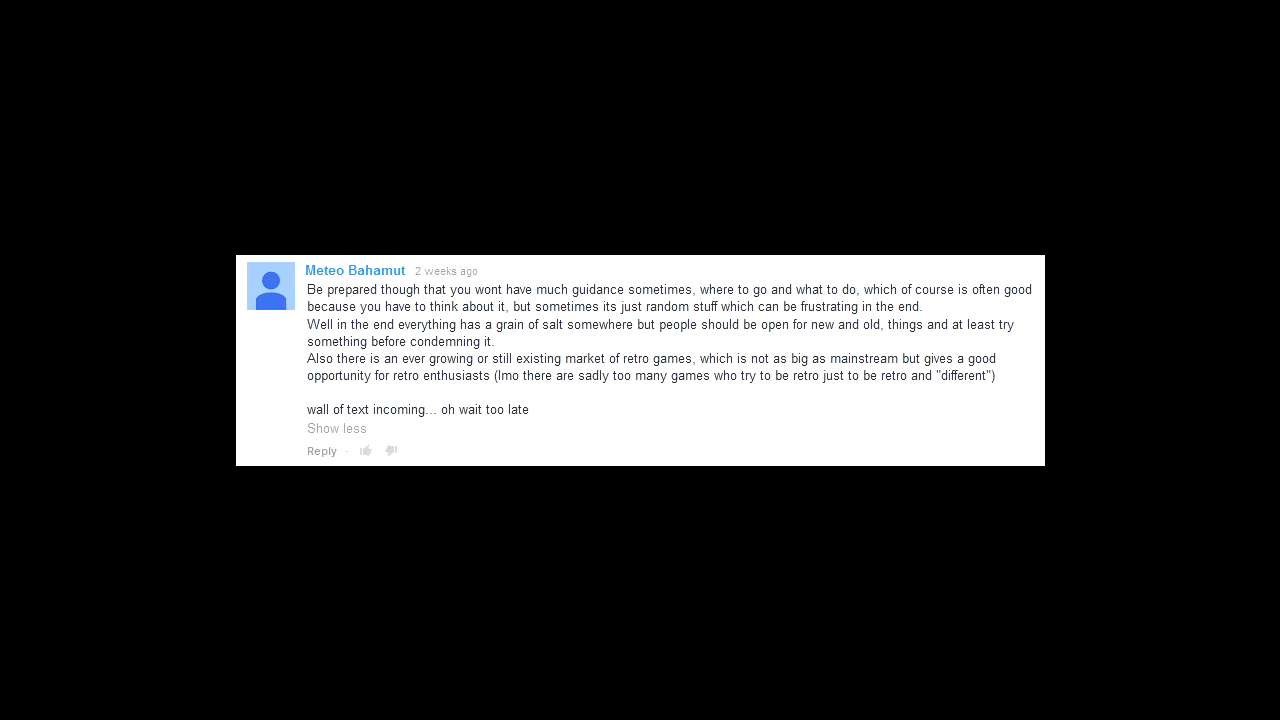 Meteo Bahamut 2 weeks ago
Be prepared though that you wont have much guidance sometimes, where to go and what to do, which of course is often good
because you have to think about it, but sometimes its just random stuff which can be frustrating in the end.
Well in the end everything has a grain of salt somewhere but people should be open for new and old, things and at least try
something before condemning it.
Also there is an ever growing or still existing market of retro games, which is not as big as mainstream but gives a good
opportunity for retro enthusiasts (Imo there are sadly too many games who try to be retro just to be retro and "different")
wall of text incoming... oh wait too late
Show less
Reply ·